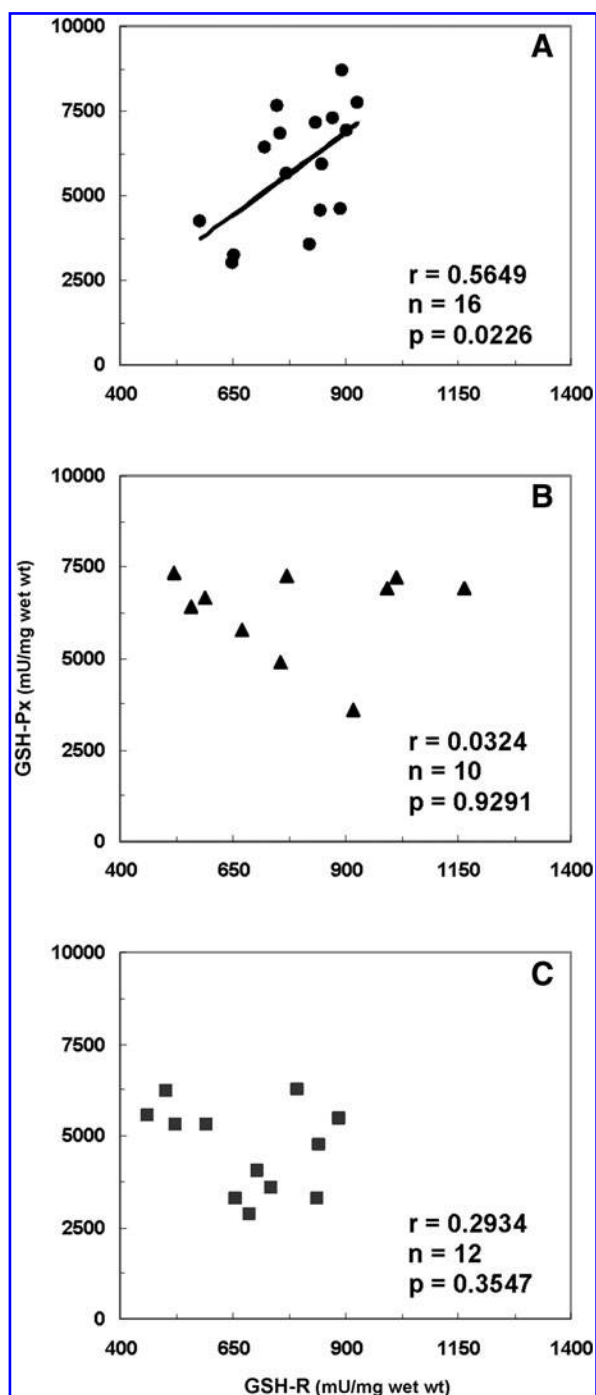 A
10000
7500
5000
2500
0
r = 0.5649
n = 16
p = 0.0226
400 650 900 1150 1400
B
10000
7500
5000
2500
0
r = 0.0324
n = 10
p = 0.9291
400 650 900 1150 1400
GSH-Px (mU/mg wet wt)
C
10000
7500
5000
2500
0
r = 0.2934
n = 12
p = 0.3547
400 650 900 1150 1400
GSH-R (mU/mg wet wt)